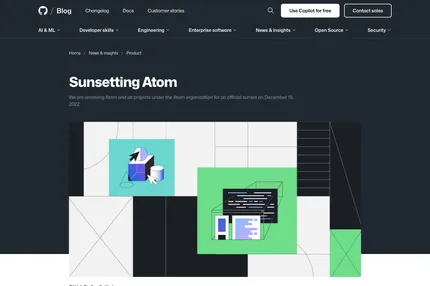 / Blog
Changelog
Docs
Customer stories
Use Copilot for free
Contact sales
AI & ML
Developer skills
Engineering
Enterprise software
News & insights
Open Source
Security
Home / News & insights / Product
Sunsetting Atom
We are archiving Atom and all projects under the Atom organization for an official sunset on December 15,
2022.